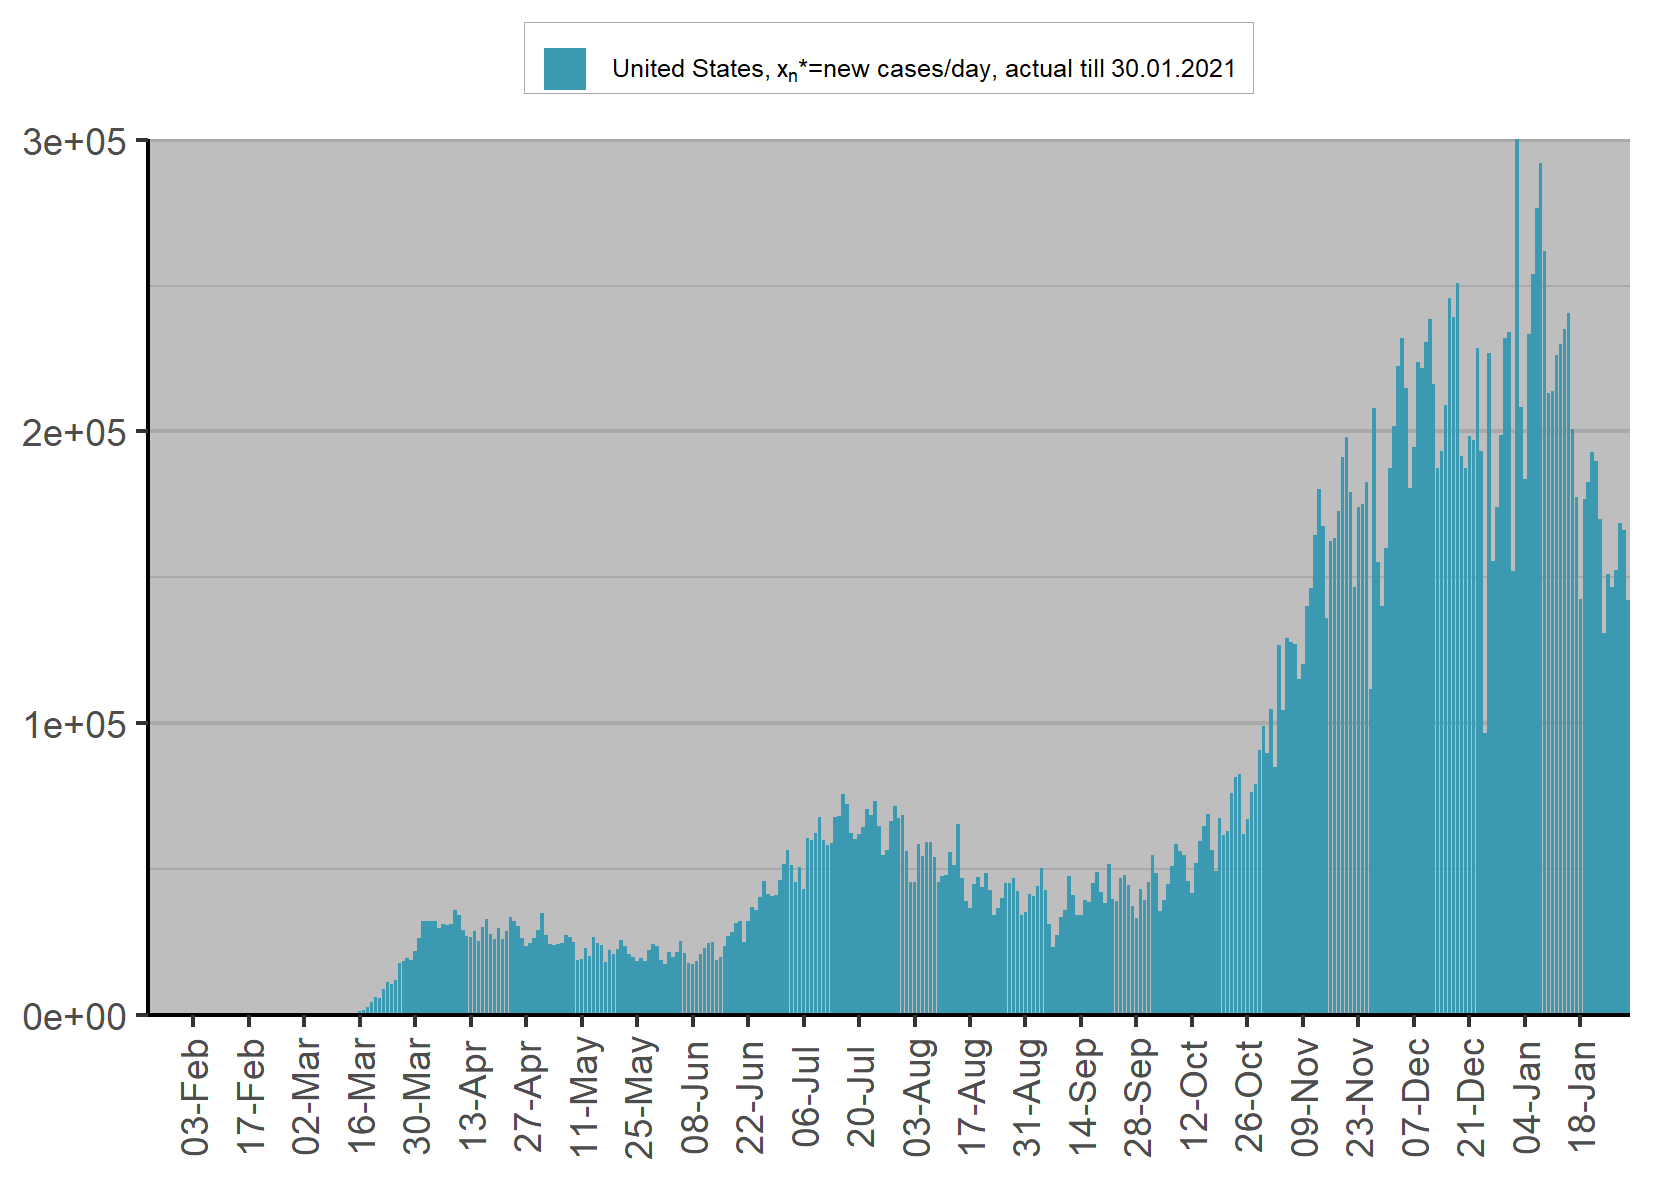 United States, xn*=new cases/day, actual till 30.01.2021
3e+05
2e+05
1e+05
0e+00
03-Feb
17-Feb
02-Mar
16-Mar
30-Mar
13-Apr
27-Apr
11-May
25-May
08-Jun
22-Jun
06-Jul
20-Jul
03-Aug
17-Aug
31-Aug
14-Sep
28-Sep
12-Oct
26-Oct
09-Nov
23-Nov
07-Dec
21-Dec
04-Jan
18-Jan